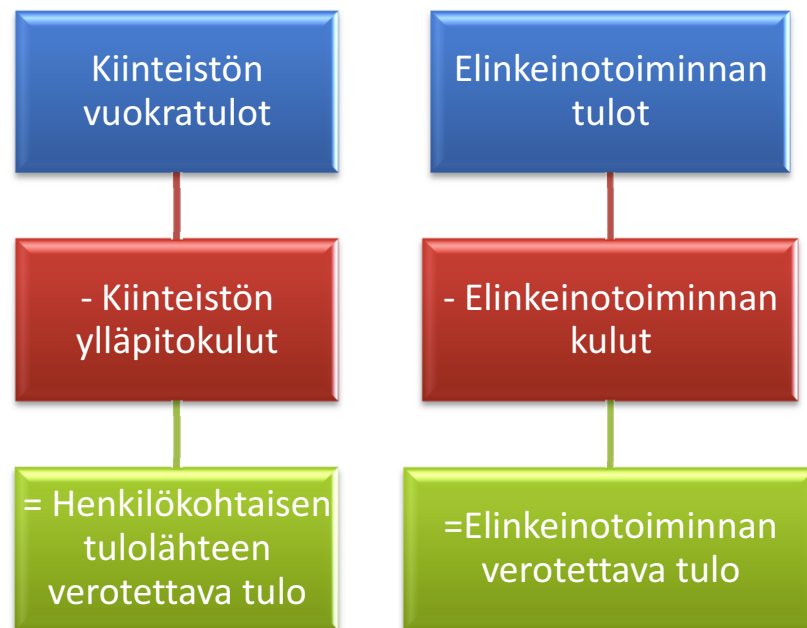 Kiinteistön
vuokratulot
- Kiinteistön
ylläpitokulut
= Henkilökohtaisen
tulolähteen
verotettava tulo
Elinkeinotoiminnan
tulot
- Elinkeinotoiminnan
kulut
=Elinkeinotoiminnan
verotettava tulo